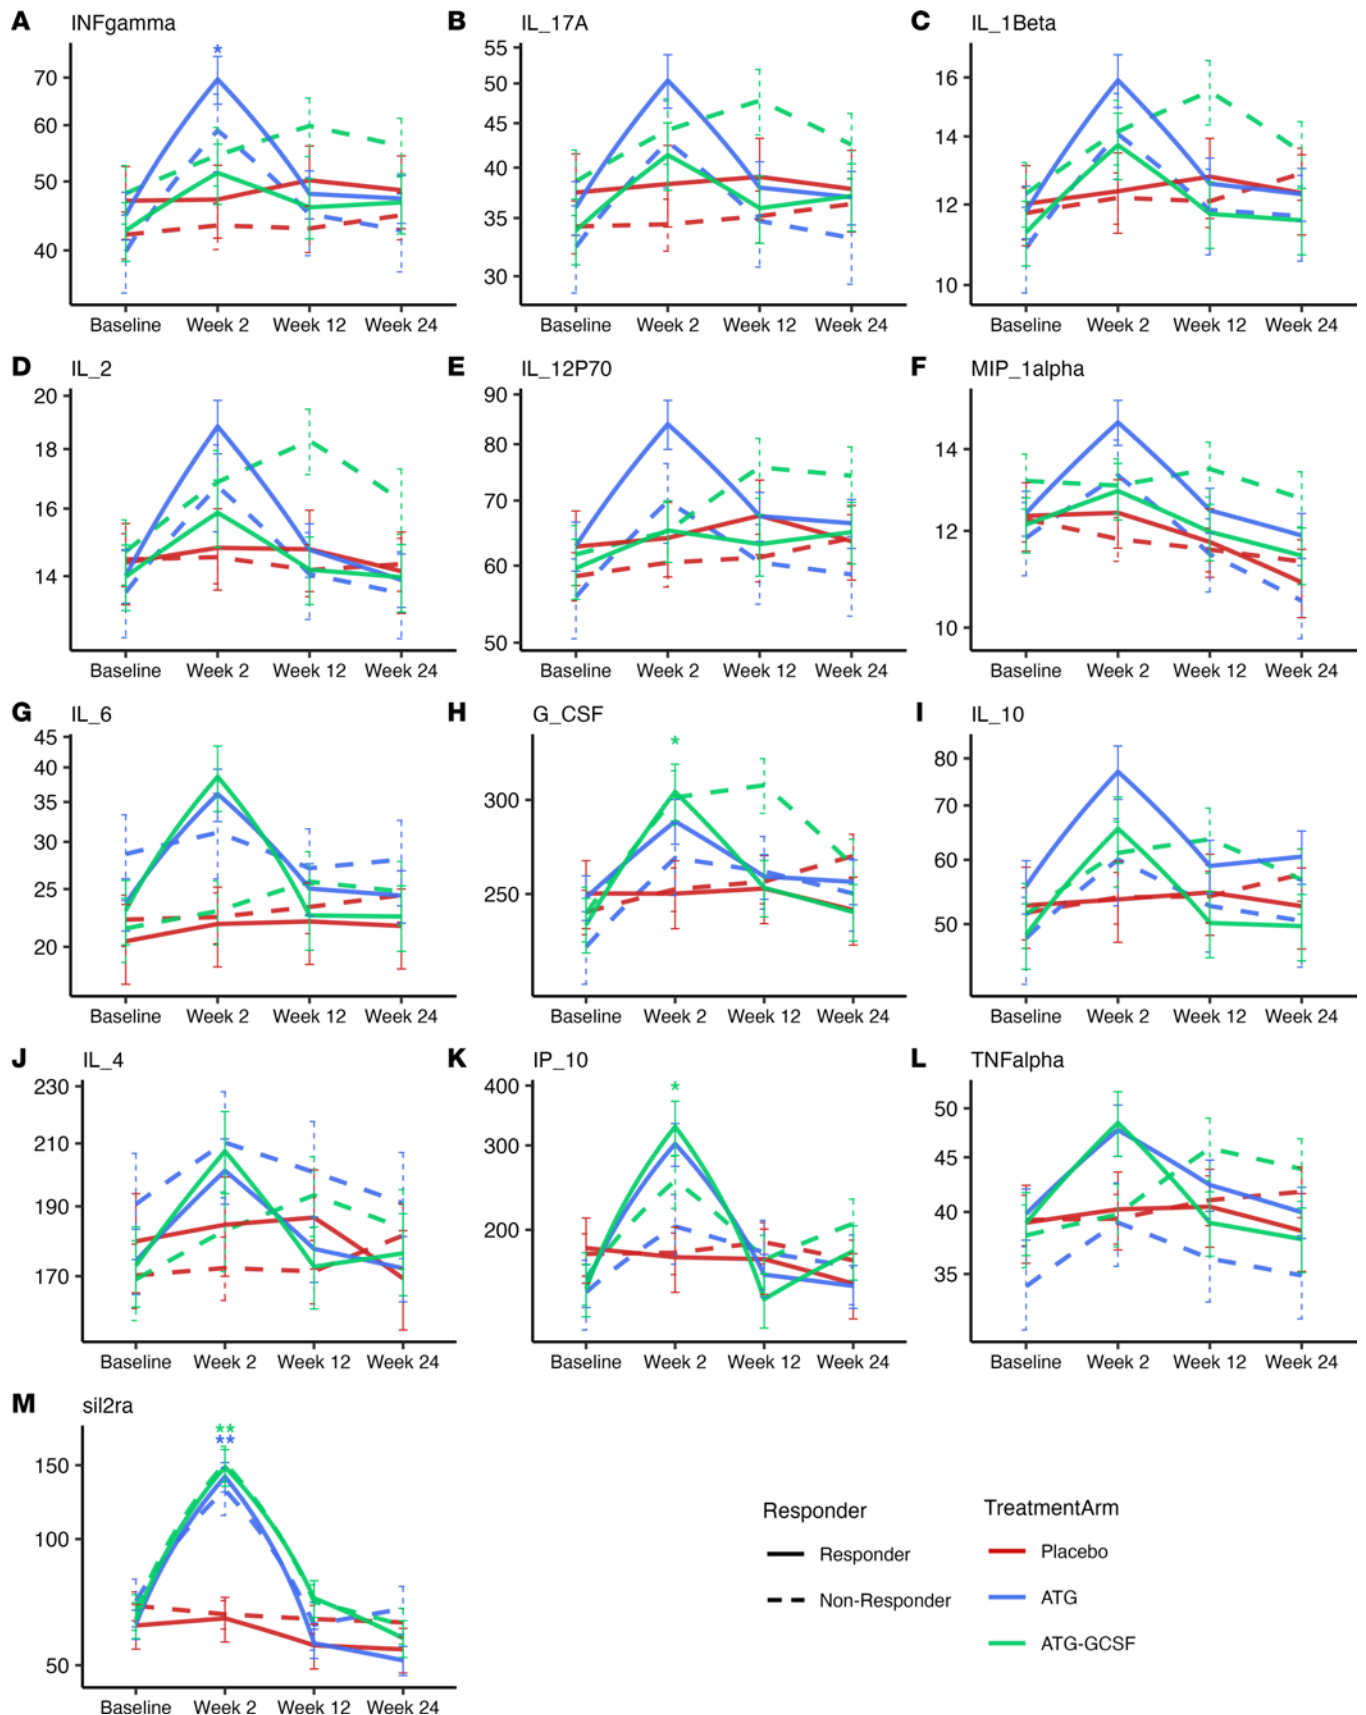 A INFgamma B IL_17A C IL_1Beta
70
60
50
40
Baseline Week 2 Week 12 Week 24
*
55
50
45
40
35
30
Baseline Week 2 Week 12 Week 24
16
14
12
10
Baseline Week 2 Week 12 Week 24
D IL_2 E IL_12P70 F MIP_1alpha
20
18
16
14
Baseline Week 2 Week 12 Week 24
90
80
70
60
50
Baseline Week 2 Week 12 Week 24
14
12
10
Baseline Week 2 Week 12 Week 24
G IL_6 H G_CSF I IL_10
45
40
35
30
25
20
Baseline Week 2 Week 12 Week 24
*
300
250
Baseline Week 2 Week 12 Week 24
80
70
60
50
Baseline Week 2 Week 12 Week 24
J IL_4 K IP_10 L TNFalpha
230
210
190
170
Baseline Week 2 Week 12 Week 24
*
400
300
200
Baseline Week 2 Week 12 Week 24
50
45
40
35
Baseline Week 2 Week 12 Week 24
M sil2ra
**
**
150
100
50
Baseline Week 2 Week 12 Week 24
Responder
Responder
Non-Responder
TreatmentArm
Placebo
ATG
ATG-GCSF